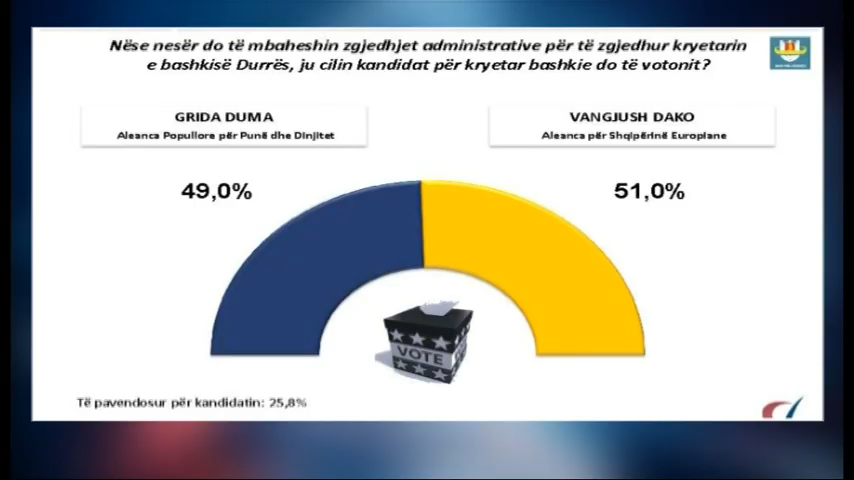 Nëse nesër do të mbaheshin zgjedhjet administrative për të zgjedhur kryetarin
e bashkisë Durrës, ju cilin kandidat për kryetar bashkie do të votonit?
GRIDA DUMA
Aleanca Popullore për Punë dhe Dinjitet
VANGJUSH DAKO
Aleanca për Shqipërinë Europiane
49,0%
51,0%
VOTE
Të pavendosur për kandidatin: 25,8%